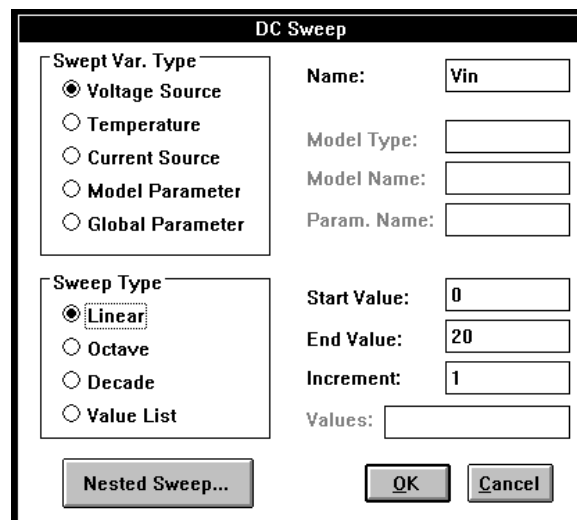 DC Sweep
Swept Var. Type
Voltage Source
Temperature
Current Source
Model Parameter
Global Parameter
Name: Vin
Model Type:
Model Name:
Param. Name:
Sweep Type
Linear
Octave
Decade
Value List
Start Value: 0
End Value: 20
Increment: 1
Values:
Nested Sweep...
OK
Cancel